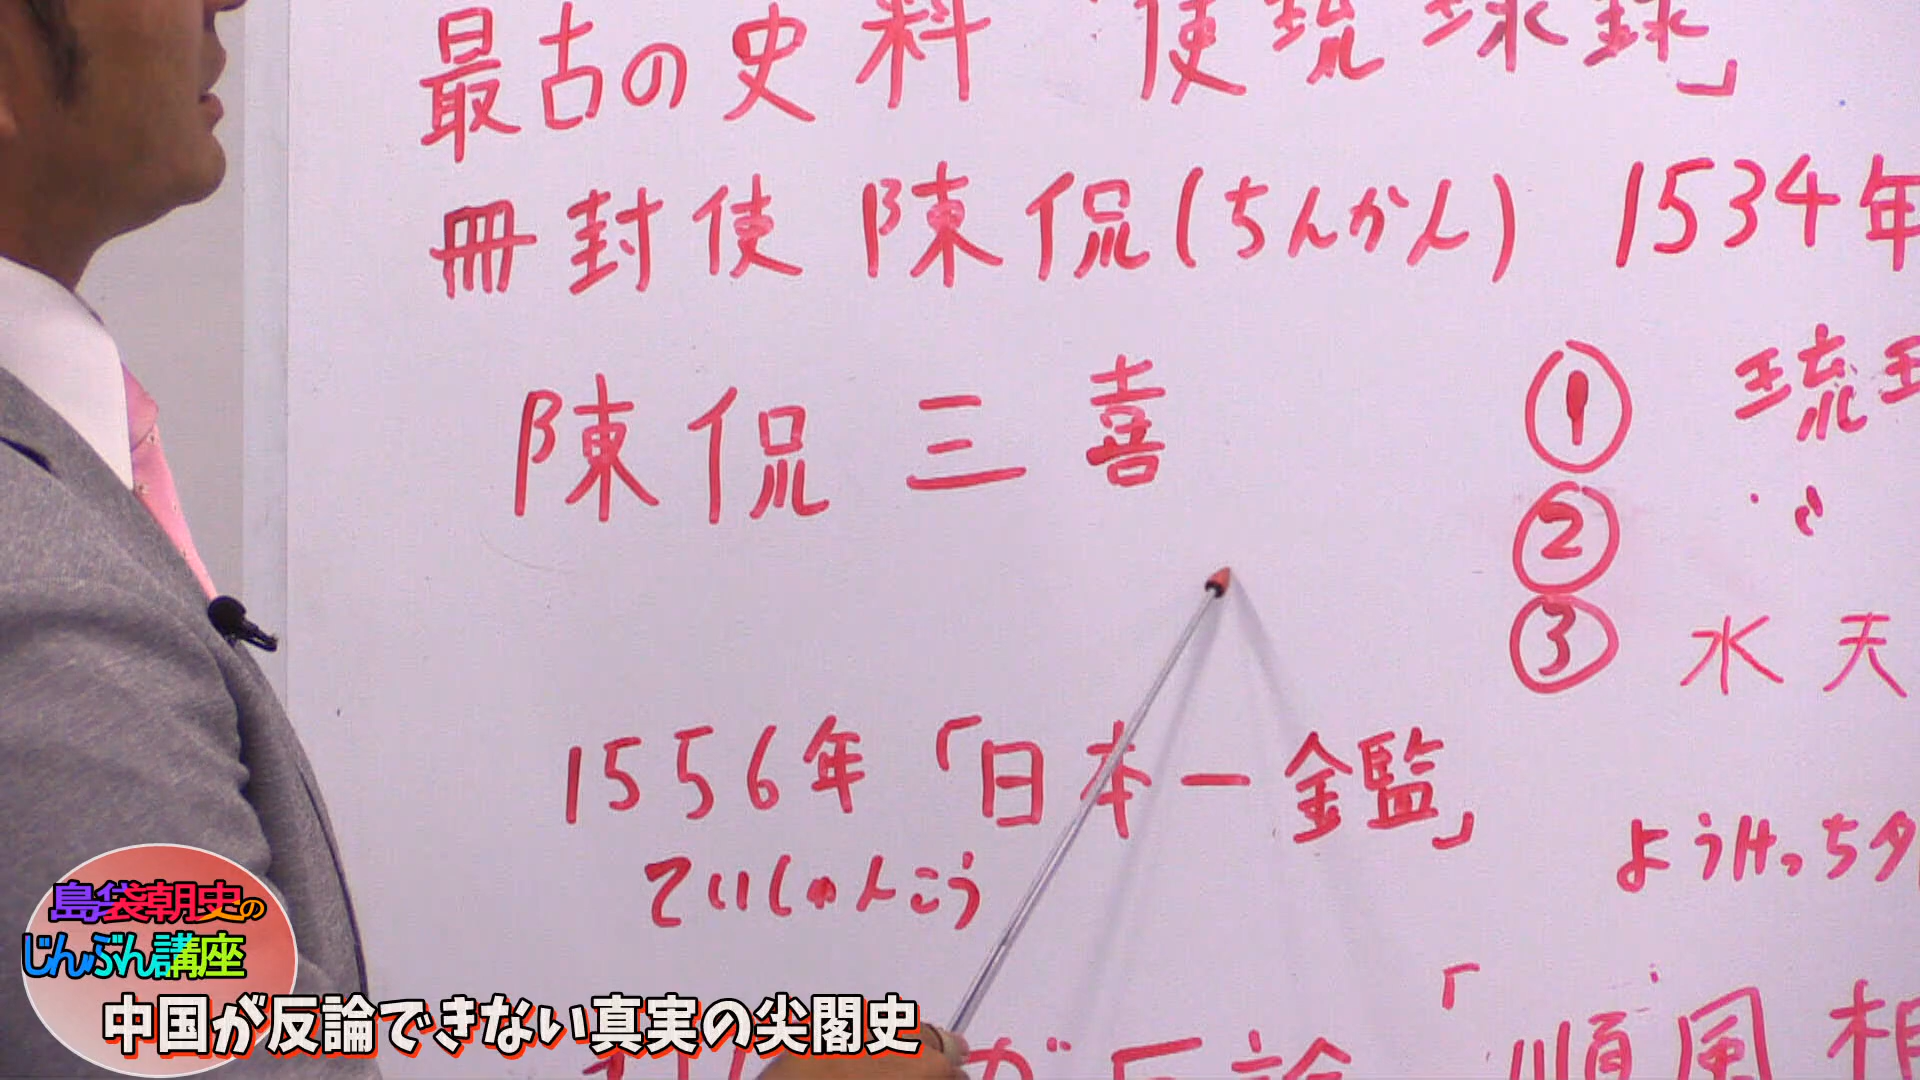 最古の史料「使琉球録」
冊封使 陳侃(ちんかん) 1534年
陳侃三喜
① 琉
②
③ 水夫
1556年「日本一鑑」
ていしゅんこう
ようけっちタ
が反論「順風相
島袋朝史の
じんぶん講座
中国が反論できない真実の尖閣史